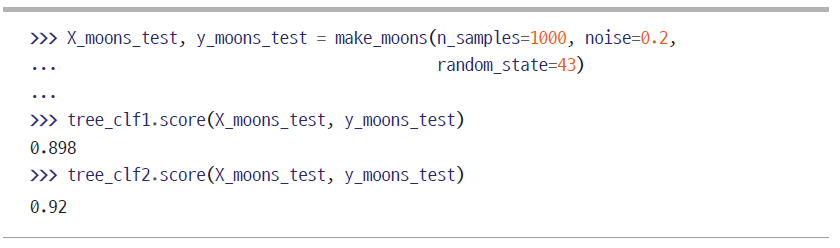 >>> X_moons_test, y_moons_test = make_moons(n_samples=1000, noise=0.2,
...                                         random_state=43)
...
>>> tree_clf1.score(X_moons_test, y_moons_test)
0.898
>>> tree_clf2.score(X_moons_test, y_moons_test)
0.92